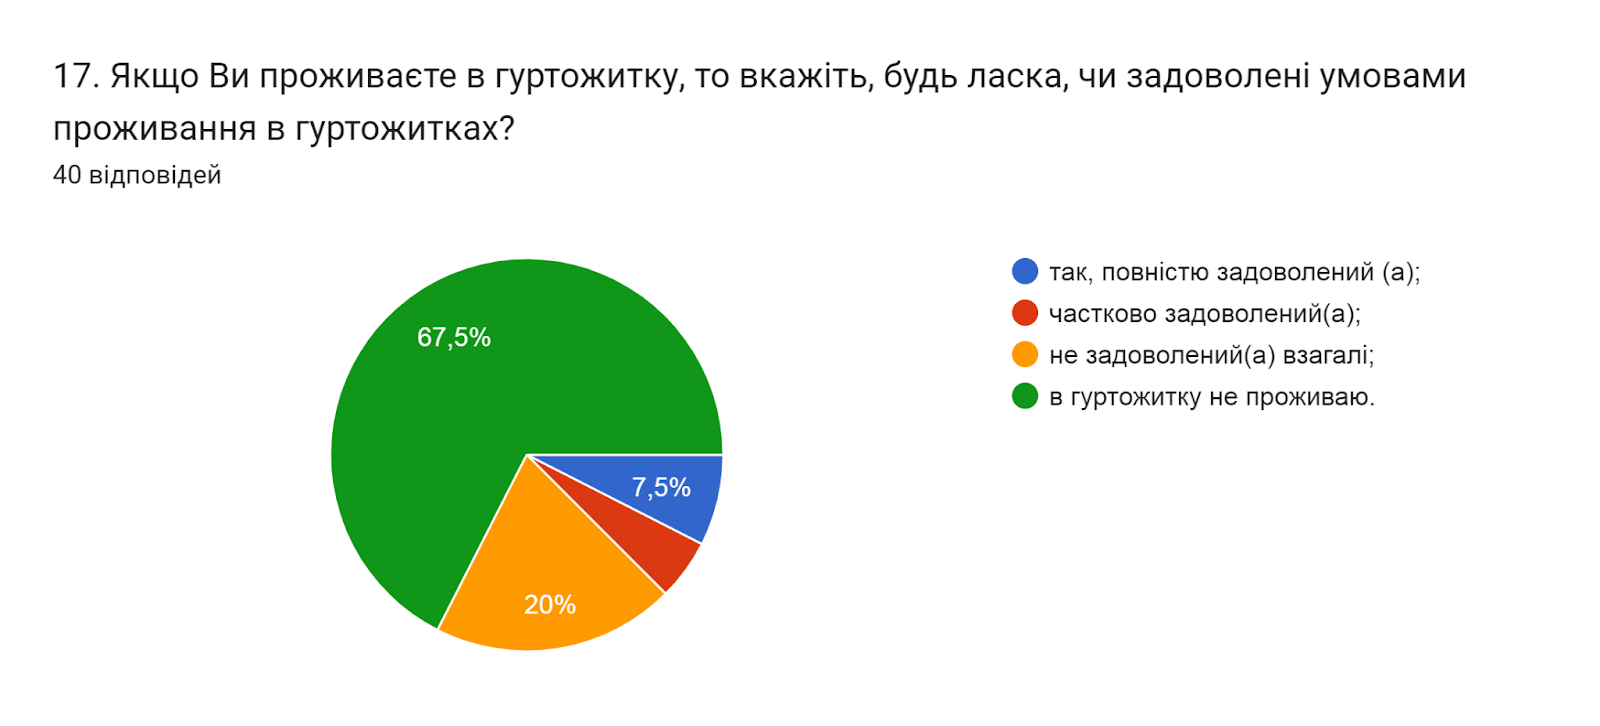 17. Якщо Ви проживаєте в гуртожитку, то вкажіть, будь ласка, чи задоволені умовами
проживання в гуртожитках?
40 відповідей
67,5%
7,5%
20%
так, повністю задоволений (а);
частково задоволений(а);
не задоволений(а) взагалі;
в гуртожитку не проживаю.